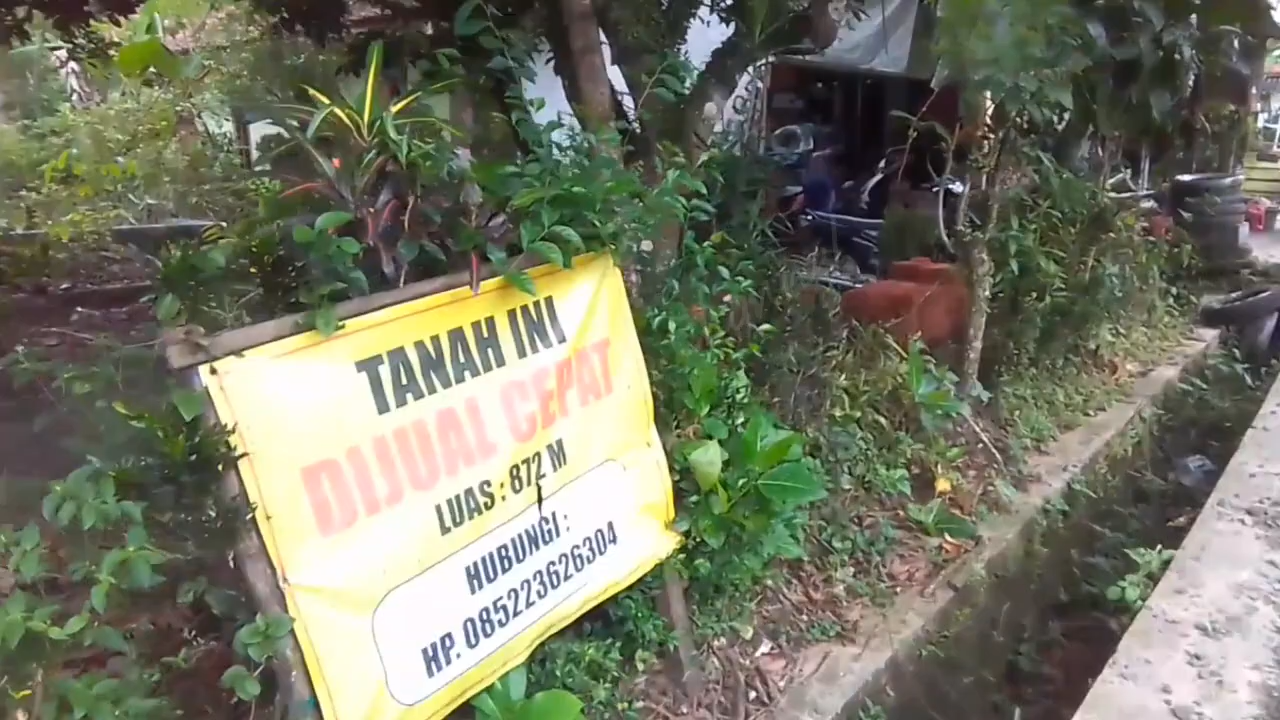 TANAH INI
DIJUAL CEPAT
LUAS : 872 M
HUBUNGI :
HP. 085223626304